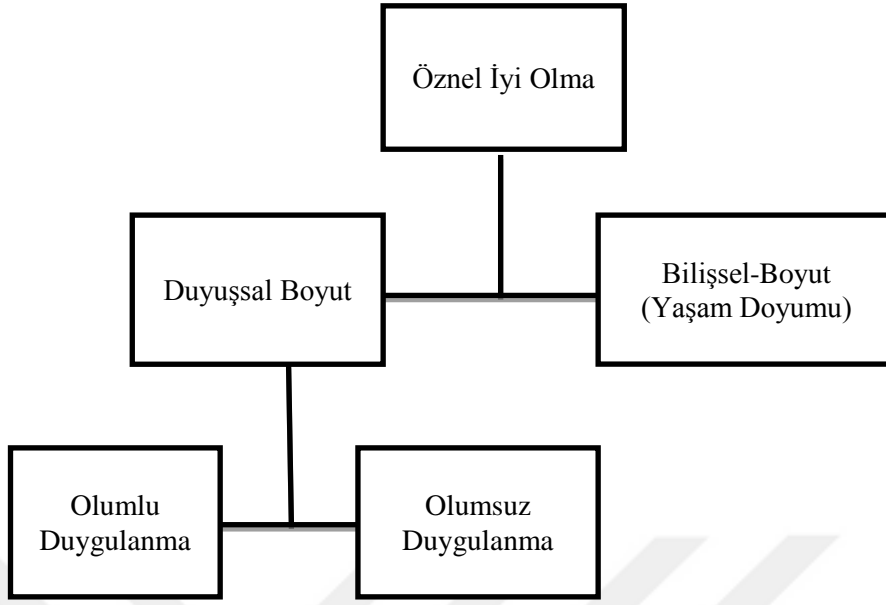 Öznel İyi Olma
Duyuşsal Boyut
Bilişsel-Boyut
(Yaşam Doyumu)
Olumlu
Duygulanma
Olumsuz
Duygulanma